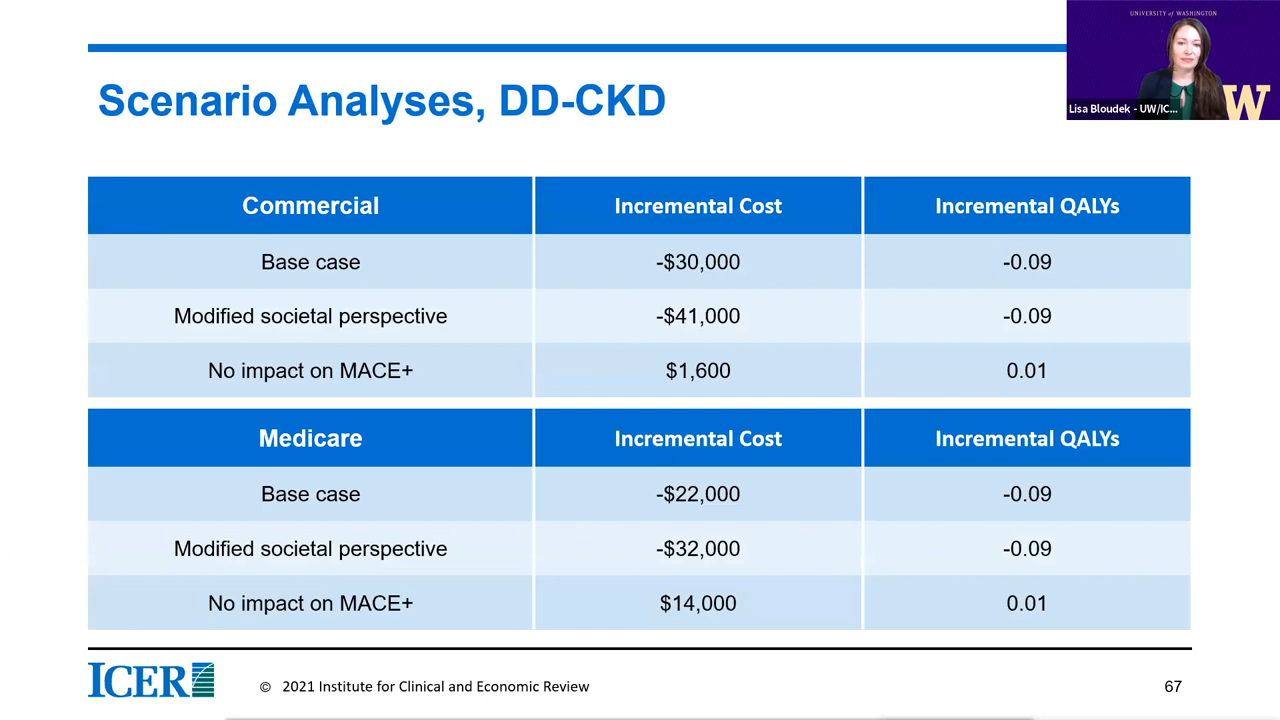 UNIVERSITY of WASHINGTON
W
Lisa Bloudek - UW/IC...
Scenario Analyses, DD-CKD
Commercial Incremental Cost Incremental QALYs
Base case -$30,000 -0.09
Modified societal perspective -$41,000 -0.09
No impact on MACE+ $1,600 0.01
Medicare Incremental Cost Incremental QALYs
Base case -$22,000 -0.09
Modified societal perspective -$32,000 -0.09
No impact on MACE+ $14,000 0.01
ICER © 2021 Institute for Clinical and Economic Review 67